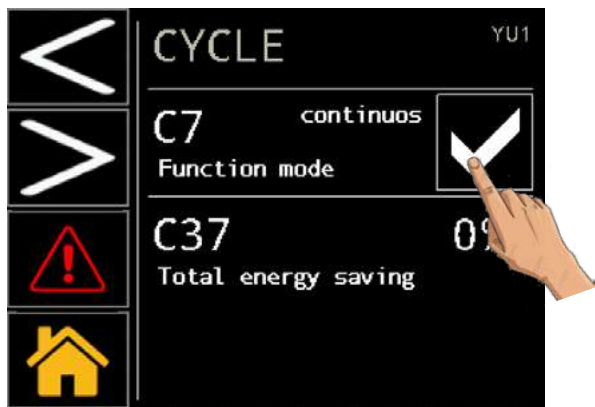 CYCLE YU1
C7 continuos
Function mode
C37
Total energy saving